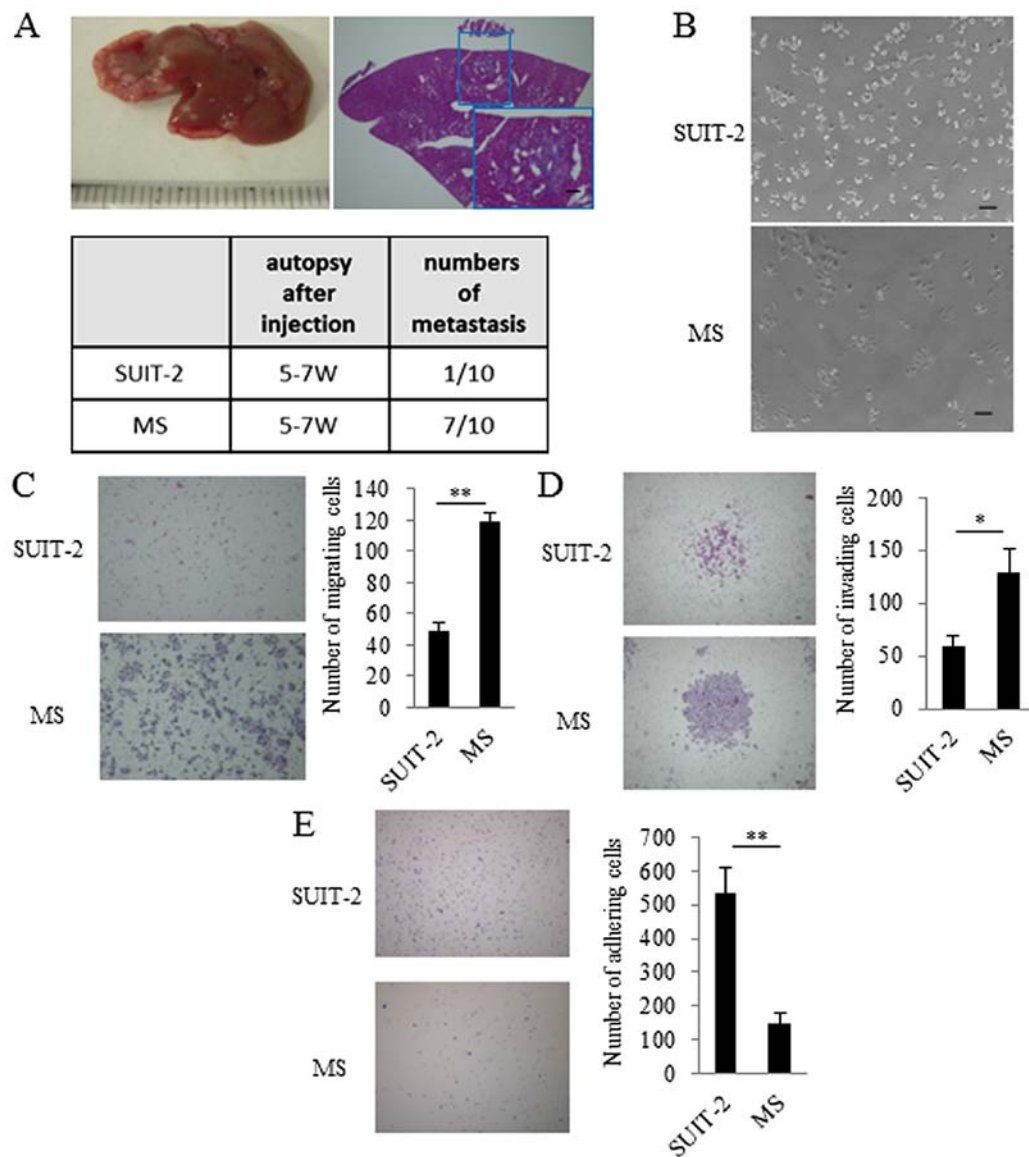 A
B
SUIT-2
MS
autopsy after injection
numbers of metastasis
SUIT-2 5-7W 1/10
MS 5-7W 7/10
C
SUIT-2
MS
Number of migrating cells
140
120
100
80
60
40
20
0
**
SUIT-2
MS
D
SUIT-2
MS
Number of invading cells
200
150
100
50
0
*
SUIT-2
MS
E
SUIT-2
MS
Number of adhering cells
700
600
500
400
300
200
100
0
**
SUIT-2
MS